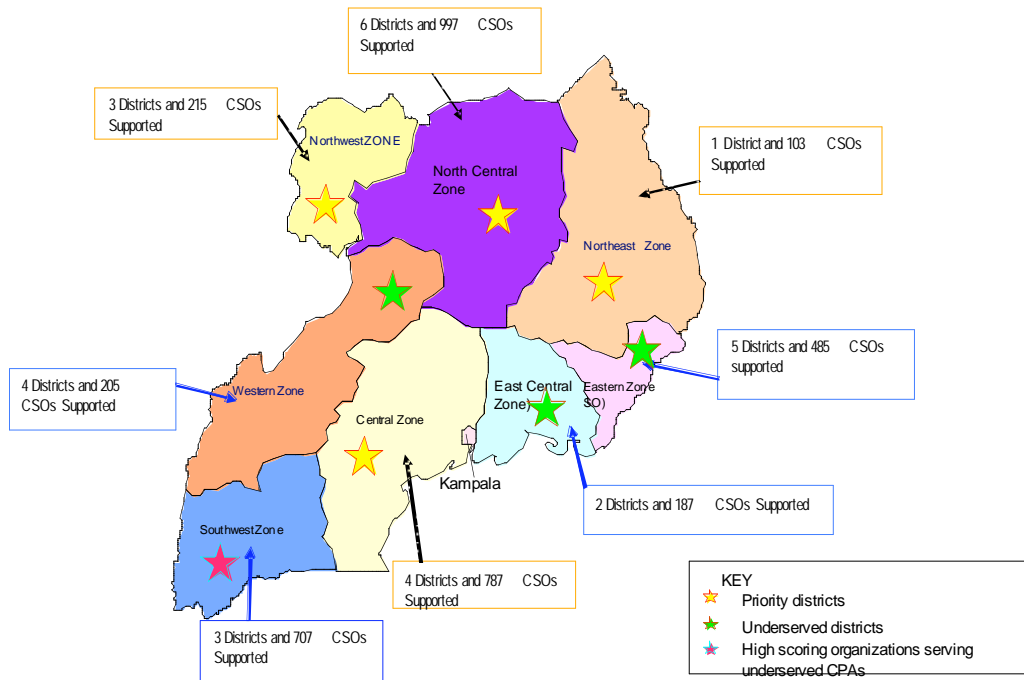 6 Districts and 997 CSOs
Supported
3 Districts and 215 CSOs
Supported
NorthwestZONE
1 District and 103 CSOs
Supported
North Central
Zone
Northeast Zone
5 Districts and 485 CSOs
supported
4 Districts and 205
CSOs Supported
Western Zone
East Central
Zone)
Eastern Zone
SO)
Central Zone
Kampala
2 Districts and 187 CSOs Supported
SouthwestZone
4 Districts and 787 CSOs
Supported
3 Districts and 707 CSOs
Supported
KEY
Priority districts
Underserved districts
High scoring organizations serving
underserved CPAs